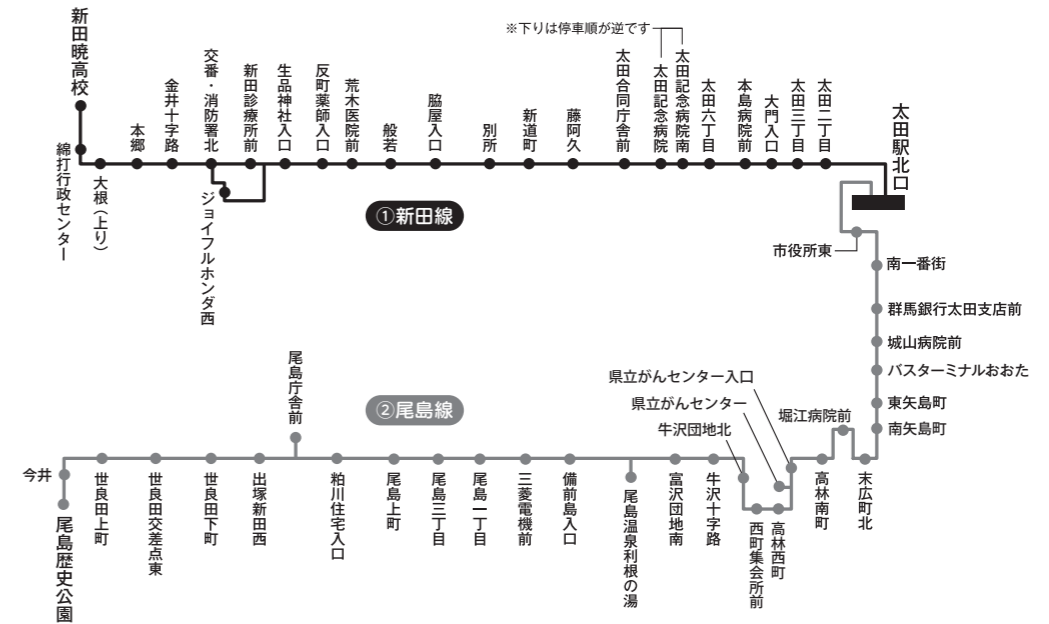 新田暁高校
綿打行政センター
大根（上り）
本郷
金井十字路
交番・消防署北
ジョイフルホンダ西
新田診療所前
生品神社入口
反町薬師入口
荒木医院前
般若
脇屋入口
別所
新道町
藤阿久
太田合同庁舎前
※下りは停車順が逆です
太田記念病院
太田記念病院南
太田六丁目
本島病院前
大門入口
太田三丁目
太田二丁目
太田駅北口
①新田線
市役所東
南一番街
群馬銀行太田支店前
城山病院前
バスターミナルおおた
東矢島町
南矢島町
末広町北
堀江病院前
高林南町
県立がんセンター入口
県立がんセンター
高林西町
西町集会所前
牛沢団地北
牛沢十字路
富沢団地南
尾島温泉利根の湯
備前島入口
三菱電機前
尾島一丁目
尾島三丁目
尾島上町
粕川住宅入口
尾島庁舎前
出塚新田西
世良田下町
世良田交差点東
世良田上町
今井
尾島歴史公園
②尾島線